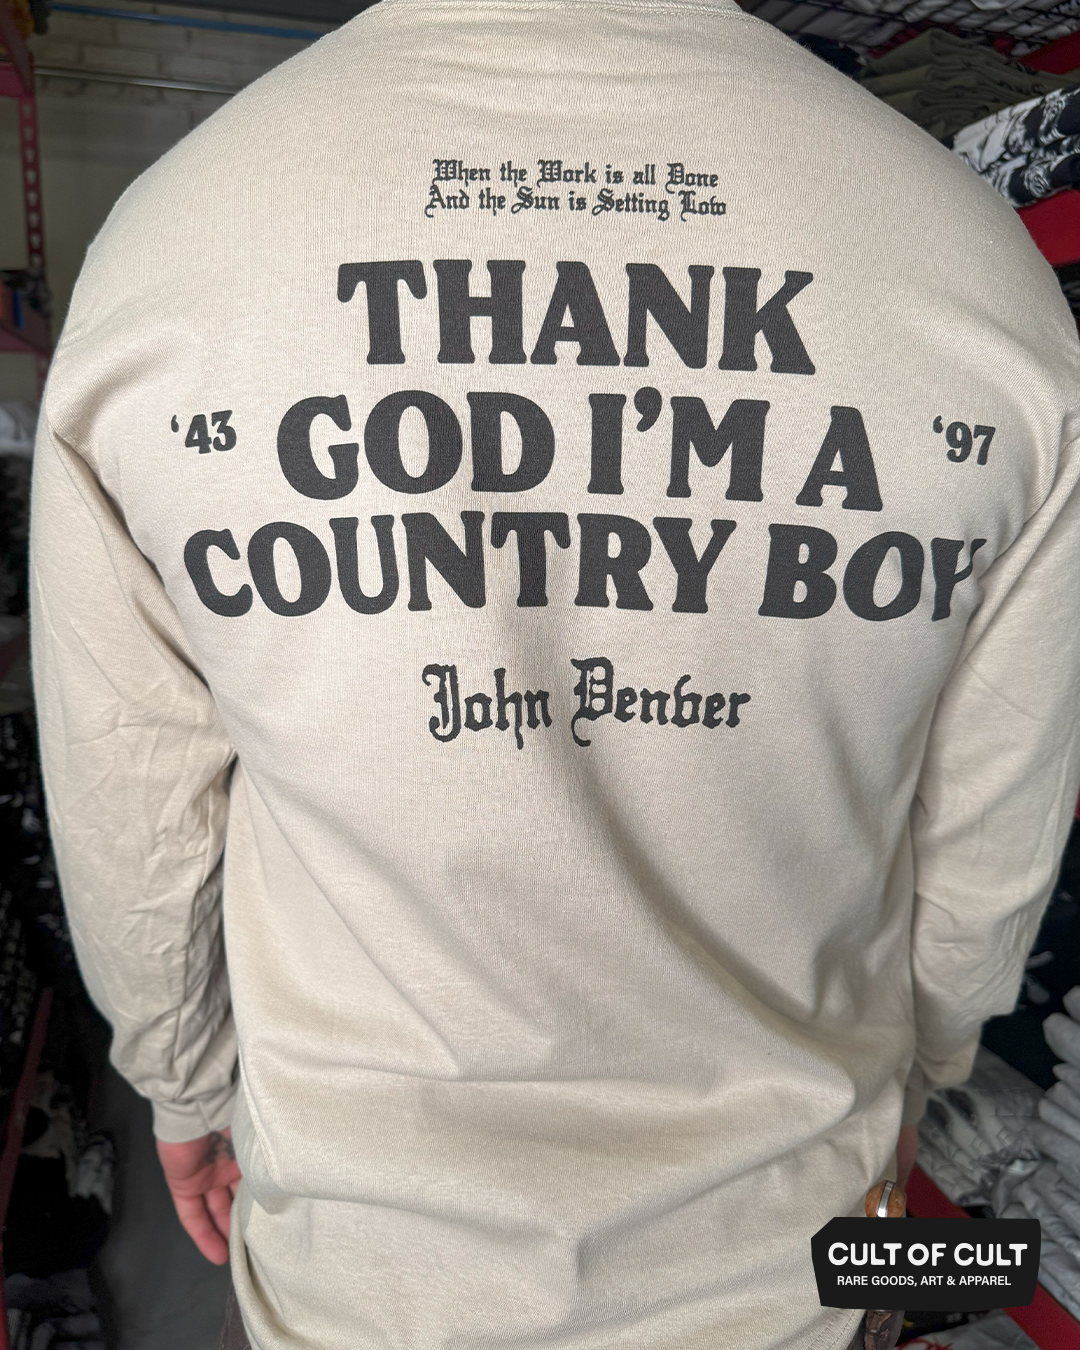 When the Work is all Done
And the Sun is Setting Low
THANK
‘43 GOD I’M A ‘97
COUNTRY BOY
John Denver
CULT OF CULT
RARE GOODS, ART & APPAREL